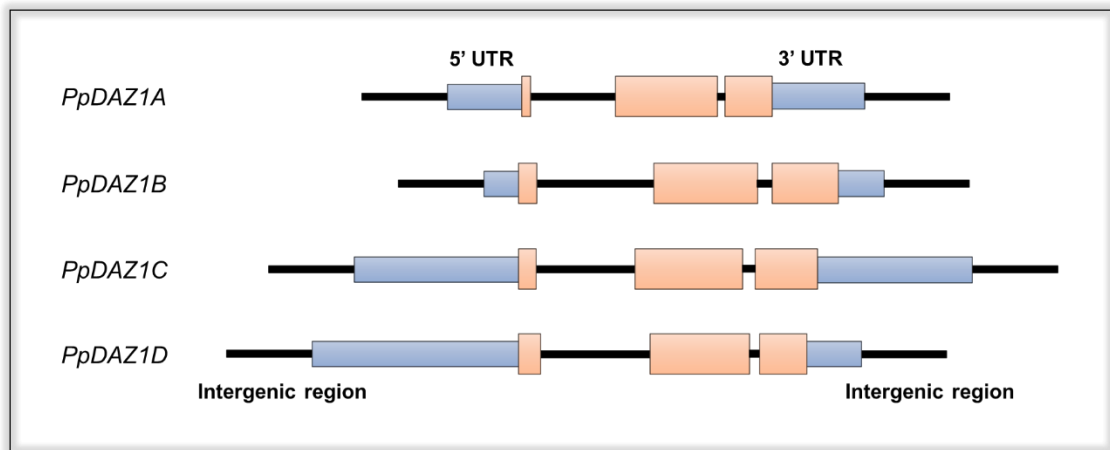 5’ UTR 3’ UTR
PpDAZ1A
PpDAZ1B
PpDAZ1C
PpDAZ1D
Intergenic region Intergenic region